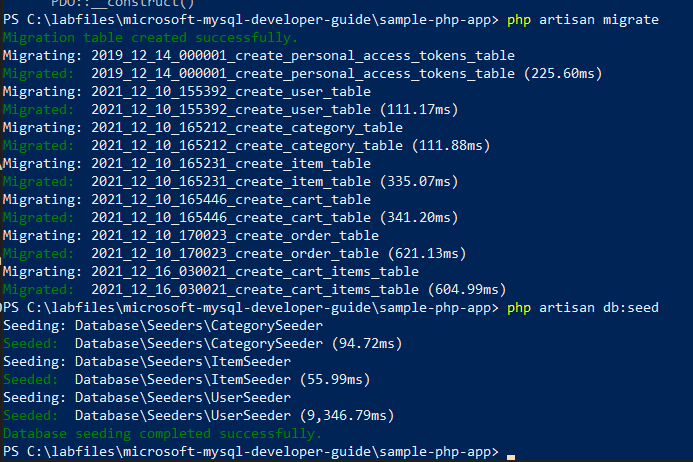 PDO::__construct()
PS C:\labfiles\microsoft-mysql-developer-guide\sample-php-app> php artisan migrate
Migration table created successfully.
Migrating: 2019_12_14_000001_create_personal_access_tokens_table
Migrated:  2019_12_14_000001_create_personal_access_tokens_table (225.60ms)
Migrating: 2021_12_10_155392_create_user_table
Migrated:  2021_12_10_155392_create_user_table (111.17ms)
Migrating: 2021_12_10_165212_create_category_table
Migrated:  2021_12_10_165212_create_category_table (111.88ms)
Migrating: 2021_12_10_165231_create_item_table
Migrated:  2021_12_10_165231_create_item_table (335.07ms)
Migrating: 2021_12_10_165446_create_cart_table
Migrated:  2021_12_10_165446_create_cart_table (341.20ms)
Migrating: 2021_12_10_170023_create_order_table
Migrated:  2021_12_10_170023_create_order_table (621.13ms)
Migrating: 2021_12_16_030021_create_cart_items_table
Migrated:  2021_12_16_030021_create_cart_items_table (604.99ms)
PS C:\labfiles\microsoft-mysql-developer-guide\sample-php-app> php artisan db:seed
Seeding: Database\Seeders\CategorySeeder
Seeded:  Database\Seeders\CategorySeeder (94.72ms)
Seeding: Database\Seeders\ItemSeeder
Seeded:  Database\Seeders\ItemSeeder (55.99ms)
Seeding: Database\Seeders\UserSeeder
Seeded:  Database\Seeders\UserSeeder (9,346.79ms)
Database seeding completed successfully.
PS C:\labfiles\microsoft-mysql-developer-guide\sample-php-app>